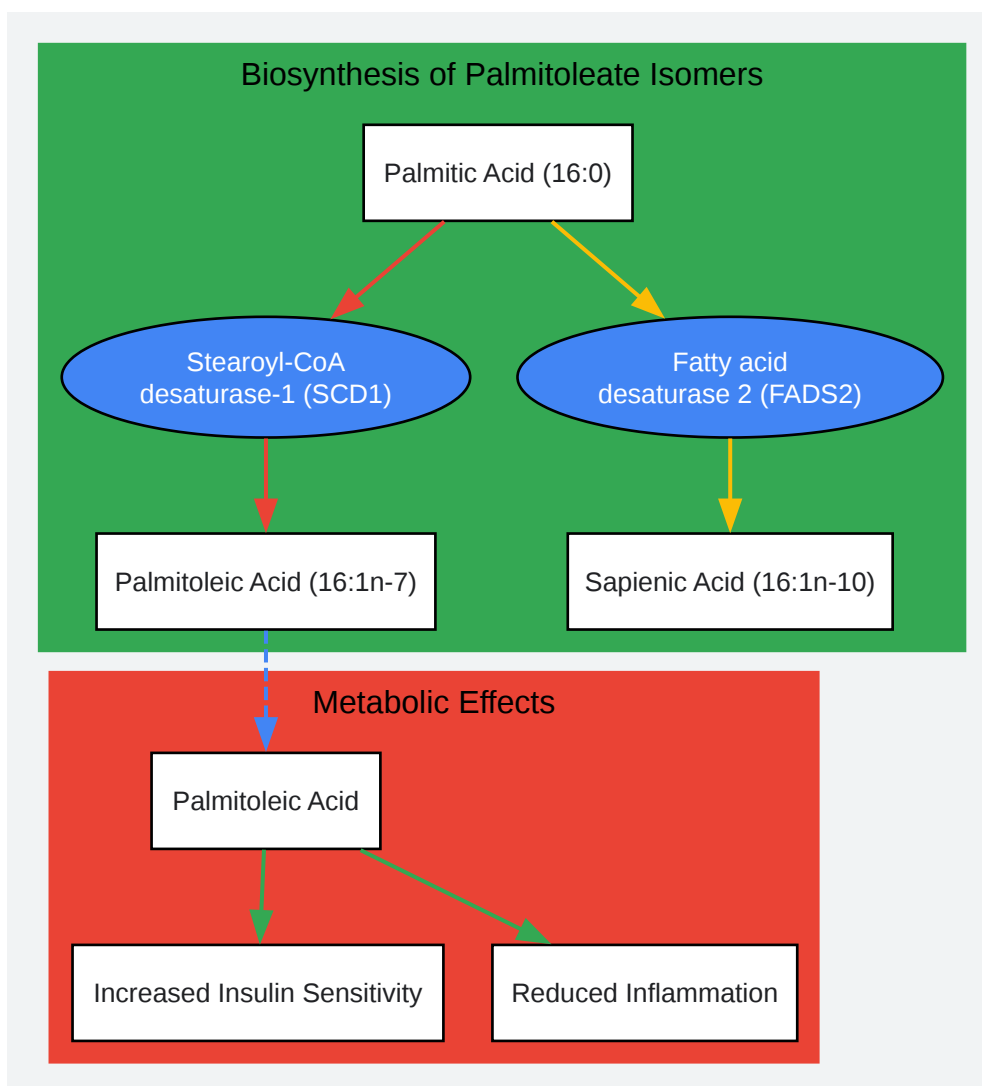 Biosynthesis of Palmitoleate Isomers
Palmitic Acid (16:0)
Stearoyl-CoA
desaturase-1 (SCD1)
Fatty acid
desaturase 2 (FADS2)
Palmitoleic Acid (16:1n-7)
Sapienic Acid (16:1n-10)
Metabolic Effects
Palmitoleic Acid
Increased Insulin Sensitivity
Reduced Inflammation